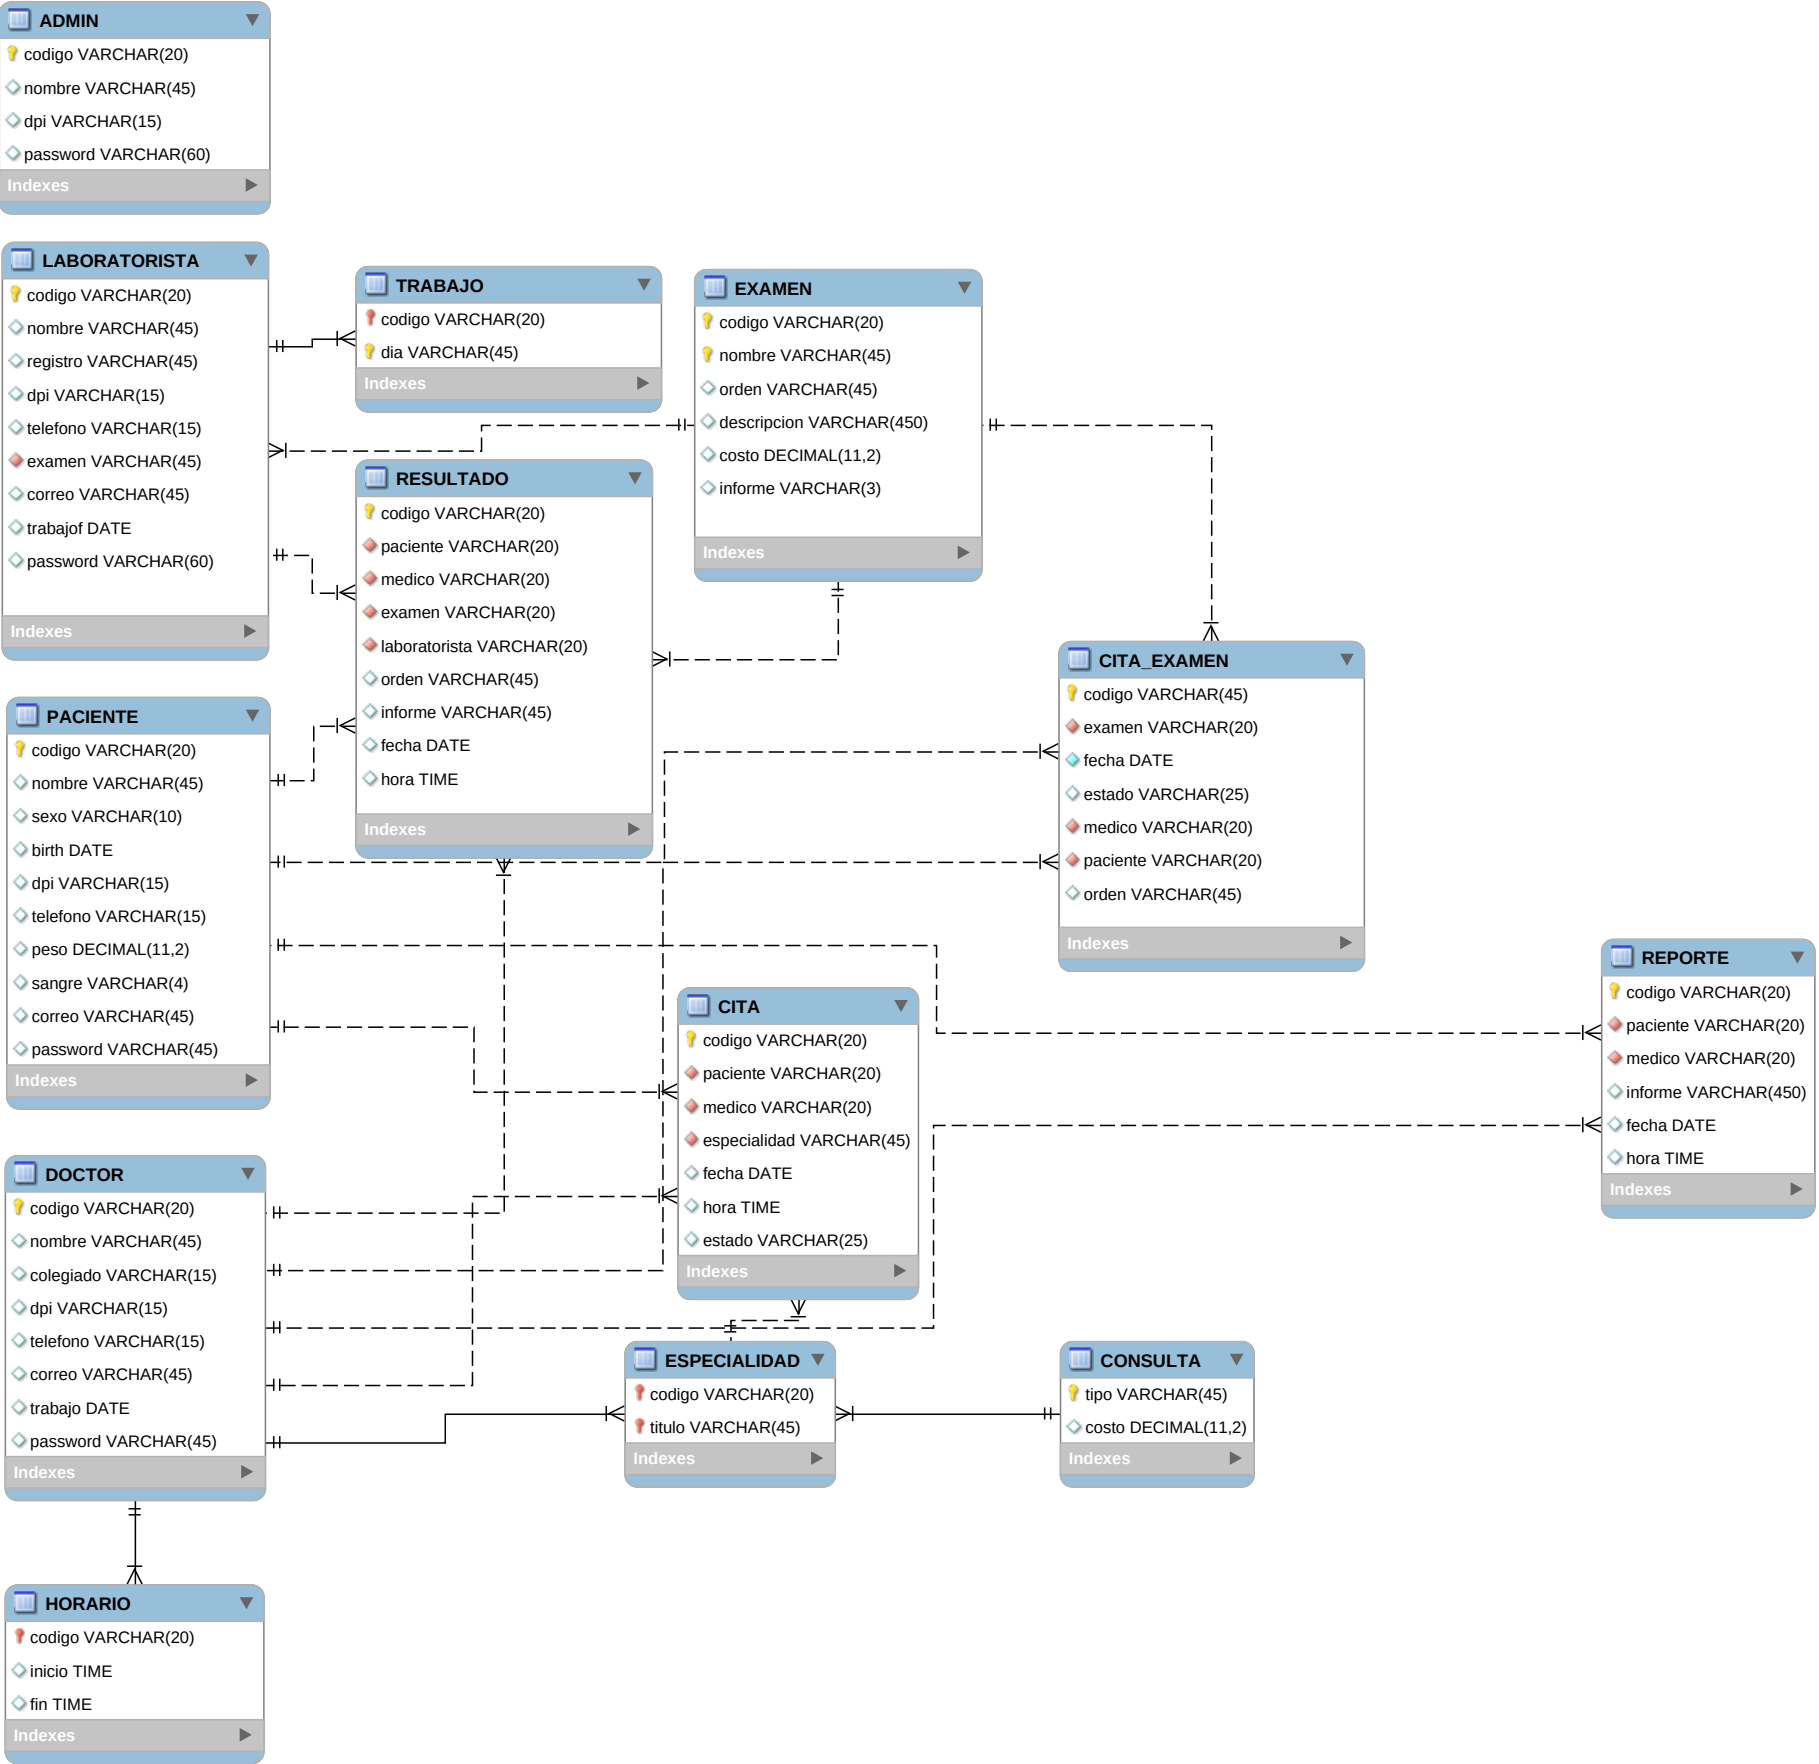 ADMIN
codigo VARCHAR(20)
nombre VARCHAR(45)
dpi VARCHAR(15)
password VARCHAR(60)
Indexes
LABORATORISTA
codigo VARCHAR(20)
nombre VARCHAR(45)
registro VARCHAR(45)
dpi VARCHAR(15)
telefono VARCHAR(15)
examen VARCHAR(45)
correo VARCHAR(45)
trabajof DATE
password VARCHAR(60)
Indexes
TRABAJO
codigo VARCHAR(20)
dia VARCHAR(45)
Indexes
EXAMEN
codigo VARCHAR(20)
nombre VARCHAR(45)
orden VARCHAR(45)
descripcion VARCHAR(450)
costo DECIMAL(11,2)
informe VARCHAR(3)
Indexes
RESULTADO
codigo VARCHAR(20)
paciente VARCHAR(20)
medico VARCHAR(20)
examen VARCHAR(20)
laboratorista VARCHAR(20)
orden VARCHAR(45)
informe VARCHAR(45)
fecha DATE
hora TIME
Indexes
CITA_EXAMEN
codigo VARCHAR(45)
examen VARCHAR(20)
fecha DATE
estado VARCHAR(25)
medico VARCHAR(20)
paciente VARCHAR(20)
orden VARCHAR(45)
Indexes
PACIENTE
codigo VARCHAR(20)
nombre VARCHAR(45)
sexo VARCHAR(10)
birth DATE
dpi VARCHAR(15)
telefono VARCHAR(15)
peso DECIMAL(11,2)
sangre VARCHAR(4)
correo VARCHAR(45)
password VARCHAR(45)
Indexes
REPORTE
codigo VARCHAR(20)
paciente VARCHAR(20)
medico VARCHAR(20)
informe VARCHAR(450)
fecha DATE
hora TIME
Indexes
CITA
codigo VARCHAR(20)
paciente VARCHAR(20)
medico VARCHAR(20)
especialidad VARCHAR(45)
fecha DATE
hora TIME
estado VARCHAR(25)
Indexes
DOCTOR
codigo VARCHAR(20)
nombre VARCHAR(45)
colegiado VARCHAR(15)
dpi VARCHAR(15)
telefono VARCHAR(15)
correo VARCHAR(45)
trabajo DATE
password VARCHAR(45)
Indexes
ESPECIALIDAD
codigo VARCHAR(20)
titulo VARCHAR(45)
Indexes
CONSULTA
tipo VARCHAR(45)
costo DECIMAL(11,2)
Indexes
HORARIO
codigo VARCHAR(20)
inicio TIME
fin TIME
Indexes